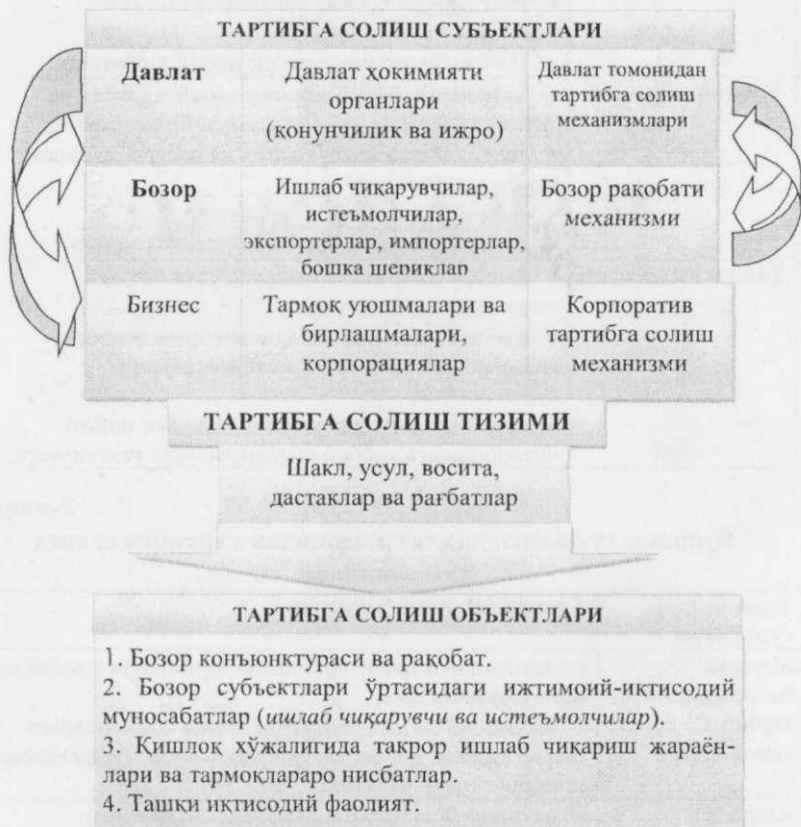 ТАРТИБГА СОЛИШ СУБЪЕКТЛАРИ
Давлат
Давлат ҳокимияти
органлари
(конунчилик ва ижро)
Давлат томонидан
тартибга солиш
механизмлари
Бозор
Ишлаб чиқарувчилар,
истеъмолчилар,
экспортерлар, импортерлар,
бошка шериклар
Бозор рақобати
механизми
Бизнес
Тармоқ уюшмалари ва
бирлашмалари,
корпорациялар
Корпоратив
тартибга солиш
механизми
ТАРТИБГА СОЛИШ ТИЗИМИ
Шакл, усул, восита,
дастаклар ва рағбатлар
ТАРТИБГА СОЛИШ ОБЪЕКТЛАРИ
1. Бозор конъюнктураси ва рақобат.
2. Бозор субъектлари ўртасидаги ижтимоий-иқтисодий
муносабатлар (ишлаб чиқарувчи ва истеъмолчилар).
3. Қишлоқ хўжалигида такрор ишлаб чиқариш жараён-
лари ва тармоқлараро нисбатлар.
4. Ташқи иқтисодий фаолият.